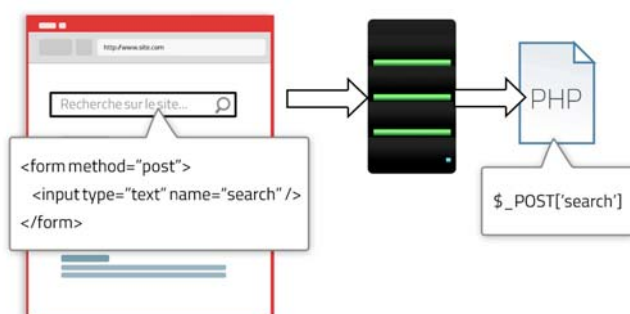 http://www.site.com
Recherche sur le site...
<form method="post">
<input type="text" name="search" />
</form>
PHP
$_POST['search']